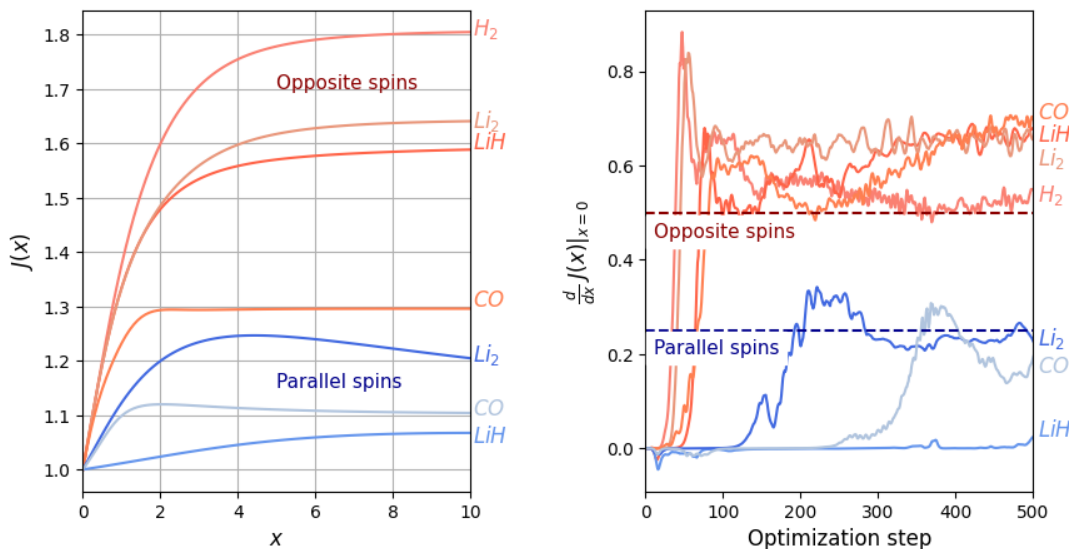 1.8
1.7
1.6
1.5
1.4
1.3
1.2
1.1
1.0
J(x)
0
2
4
6
8
10
x
H₂
Opposite spins
Li₂
LiH
CO
Li₂
Parallel spins
CO
LiH
0.8
0.6
0.4
0.2
0.0
d/dx J(x)|ₓ₌₀
0
100
200
300
400
500
Optimization step
CO
LiH
Li₂
H₂
Opposite spins
Parallel spins
Li₂
CO
LiH